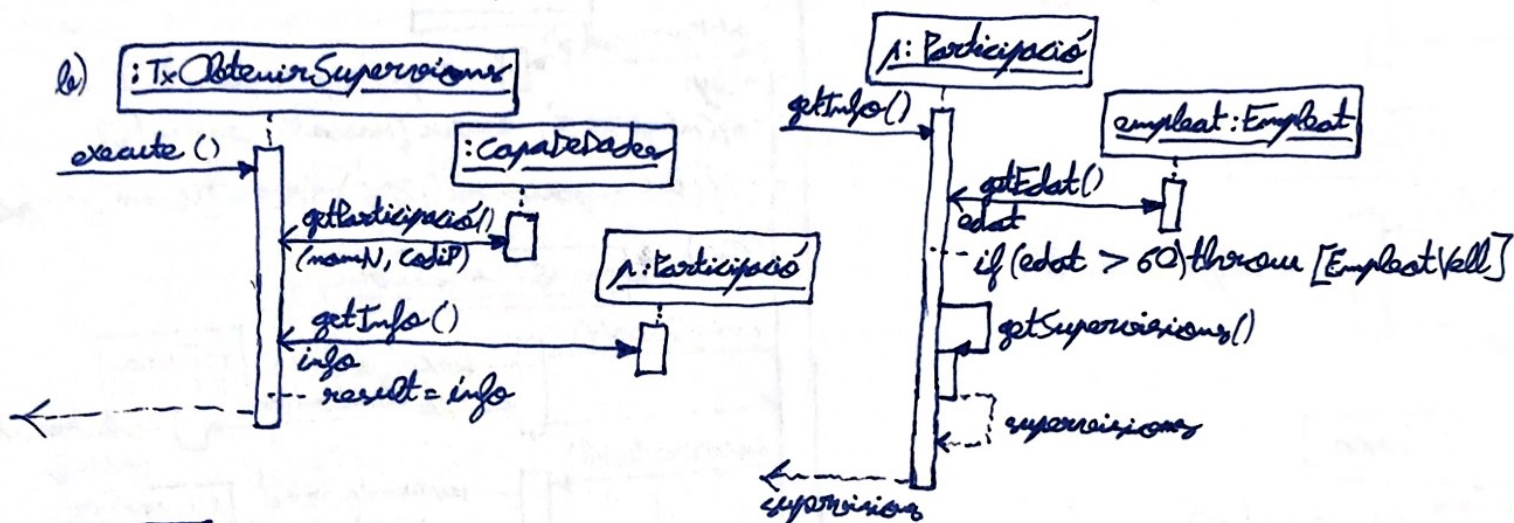 b)
:TxObtenirSupervisions
execute ()
:CapaDeDades
getParticipació()
(nomN, codiP)
p:Participació
getInfo()
info
result = info
p:Participació
getInfo()
empleat:Empleat
getEdat()
edat
if (edat > 60) throw [EmpleatVell]
getSupervisions()
supervisions
supervisions